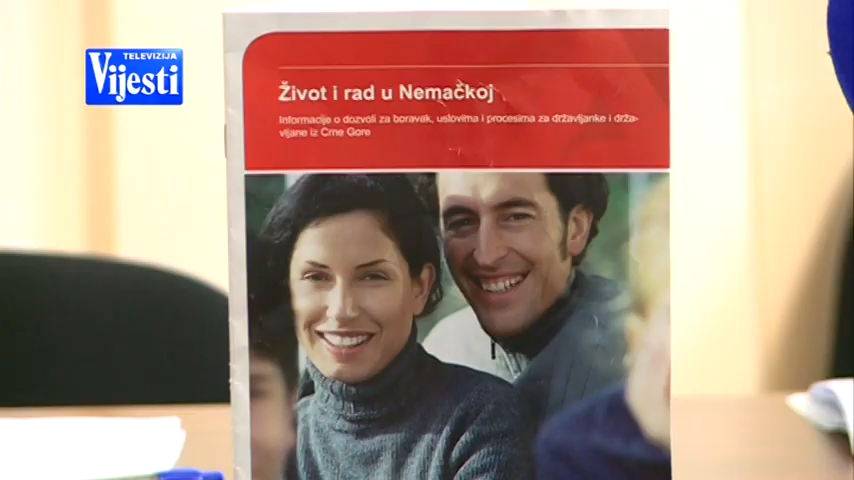 TELEVIZIJA
Vijesti
Život i rad u Nemačkoj
Informacije o dozvoli za boravak, uslovima i procesima za državljanke i drža-
vljane iz Crne Gore